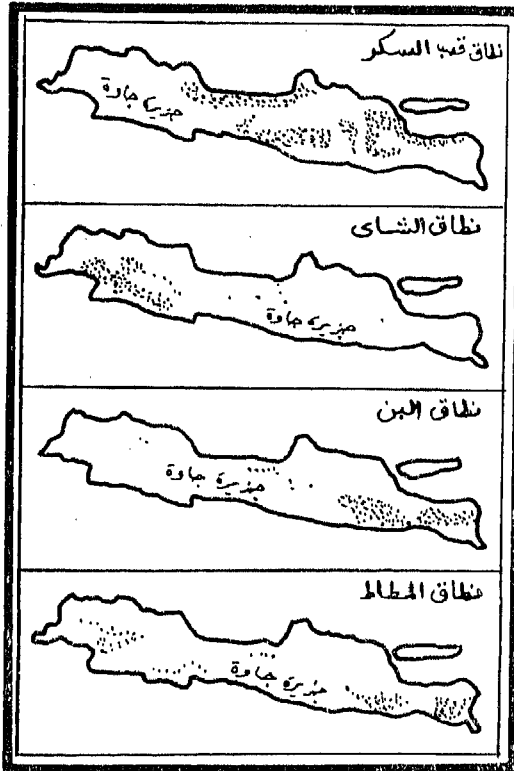 نطاق قصب السكر
جزيرة جاوة
نطاق الشاى
جزيرة جاوة
نطاق البن
جزيرة جاوة
نطاق المطاط
جزيرة جاوة